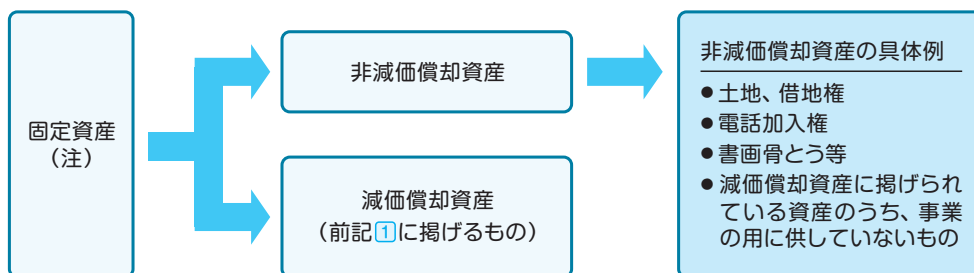 固定資産
（注）
非減価償却資産
減価償却資産
（前記1に掲げるもの）
非減価償却資産の具体例
●土地、借地権
●電話加入権
●書画骨とう等
●減価償却資産に掲げられ
ている資産のうち、事業
の用に供していないもの